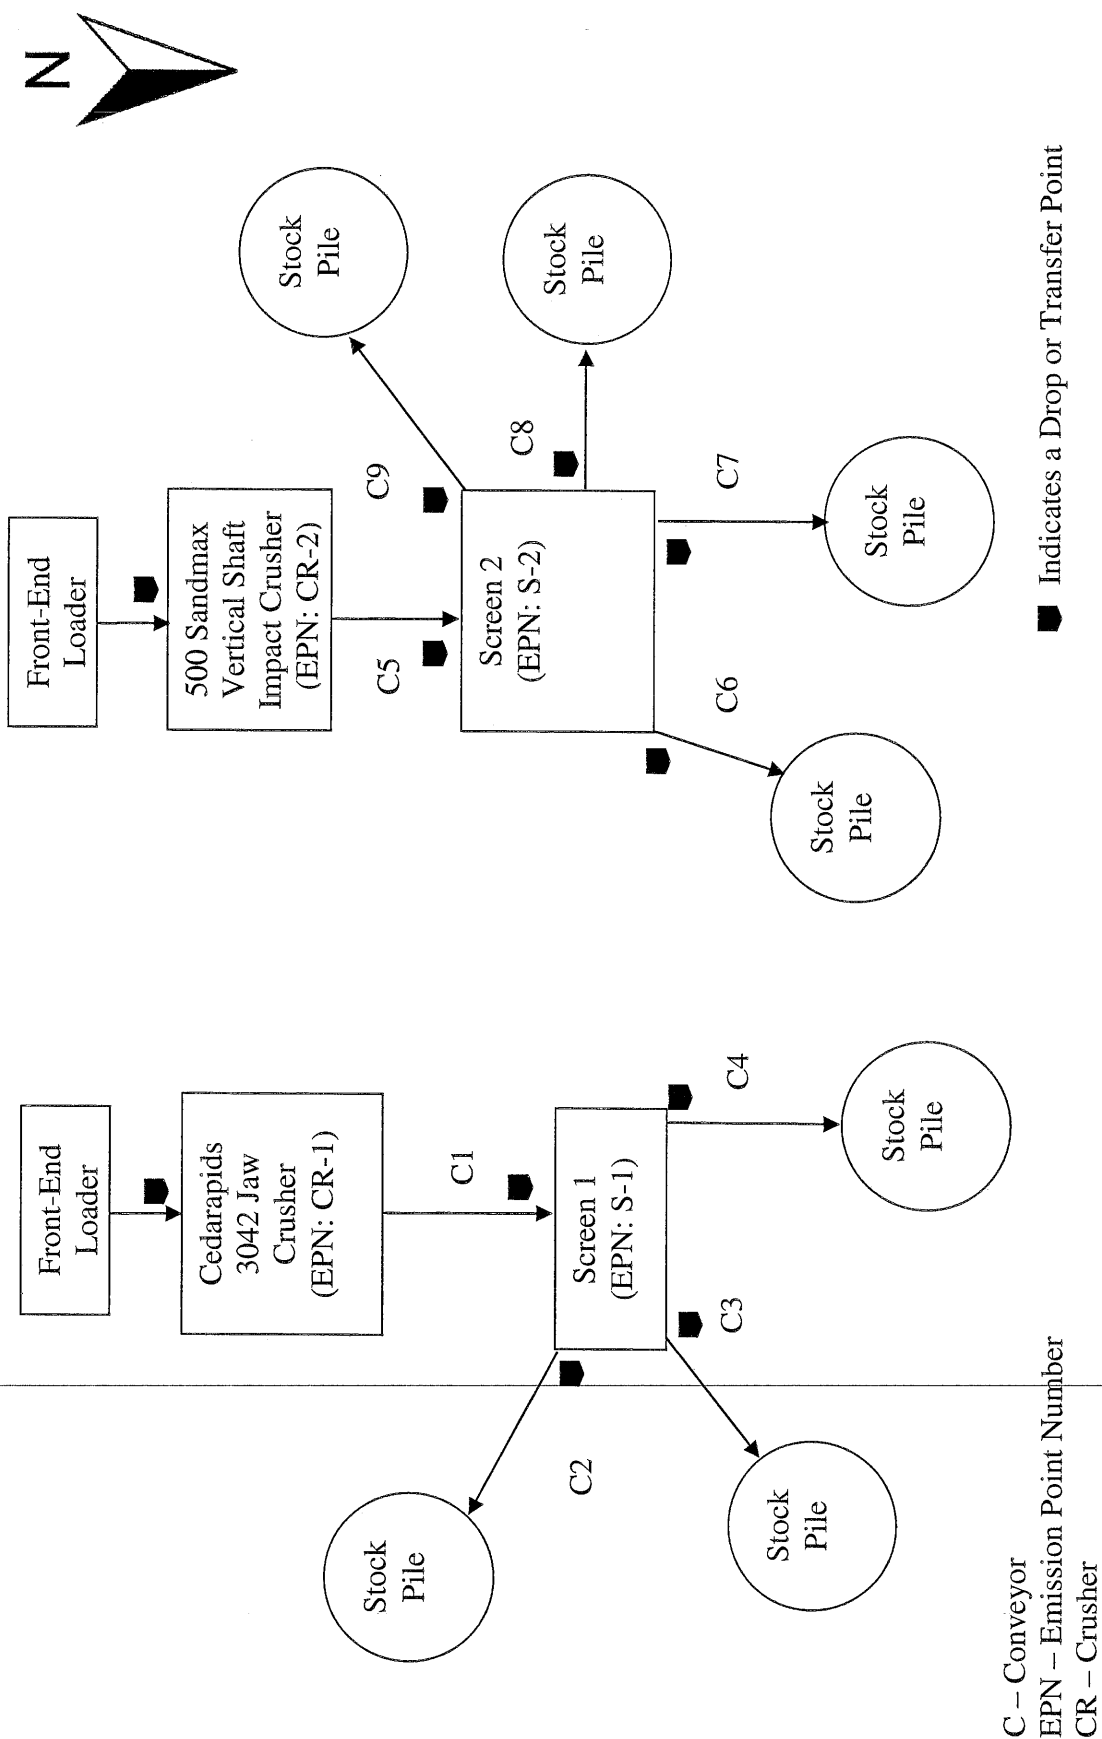 N
Front-End
Loader
Cedarapids
3042 Jaw
Crusher
(EPN: CR-1)
C1
Screen 1
(EPN: S-1)
C2
C3
C4
Stock
Pile
Stock
Pile
Stock
Pile
Front-End
Loader
500 Sandmax
Vertical Shaft
Impact Crusher
(EPN: CR-2)
C5
Screen 2
(EPN: S-2)
C9
C8
C6
C7
Stock
Pile
Stock
Pile
Stock
Pile
Stock
Pile
C – Conveyor
EPN – Emission Point Number
CR – Crusher
Indicates a Drop or Transfer Point